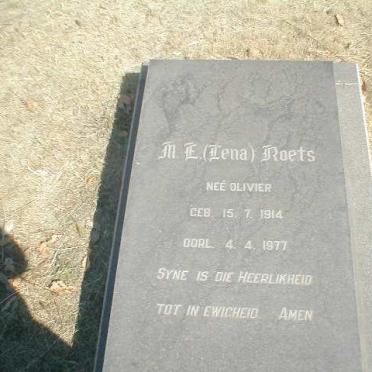 M. E. (Lena) Roets
NEÉ OLIVIER
GEB. 15. 7. 1914
OORL. 4. 4. 1977
SYNE IS DIE HEERLIKHEID
TOT IN EWIGHEID. AMEN